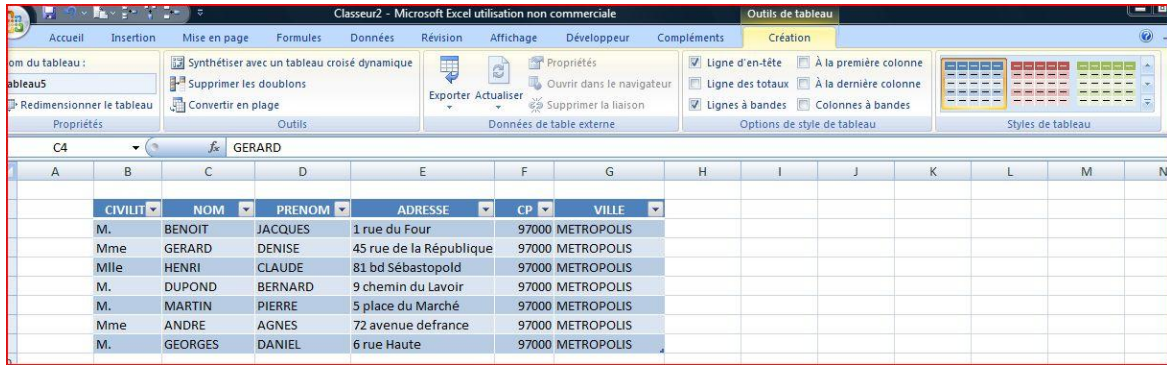 Classeur2 - Microsoft Excel utilisation non commerciale Outils de tableau
Accueil Insertion Mise en page Formules Données Révision Affichage Développeur Compléments Création
om du tableau :
ableau5
Redimensionner le tableau
Propriétés
Synthétiser avec un tableau croisé dynamique
Supprimer les doublons
Convertir en plage
Outils
Exporter Actualiser
Propriétés
Ouvrir dans le navigateur
Supprimer la liaison
Données de table externe
Ligne d'en-tête À la première colonne
Ligne des totaux À la dernière colonne
Lignes à bandes Colonnes à bandes
Options de style de tableau
Styles de tableau
C4 fx GERARD
A B C D E F G H I J K L M N
CIVILIT NOM PRENOM ADRESSE CP VILLE
M. BENOIT JACQUES 1 rue du Four 97000 METROPOLIS
Mme GERARD DENISE 45 rue de la République 97000 METROPOLIS
Mlle HENRI CLAUDE 81 bd Sébastopold 97000 METROPOLIS
M. DUPOND BERNARD 9 chemin du Lavoir 97000 METROPOLIS
M. MARTIN PIERRE 5 place du Marché 97000 METROPOLIS
Mme ANDRE AGNES 72 avenue defrance 97000 METROPOLIS
M. GEORGES DANIEL 6 rue Haute 97000 METROPOLIS